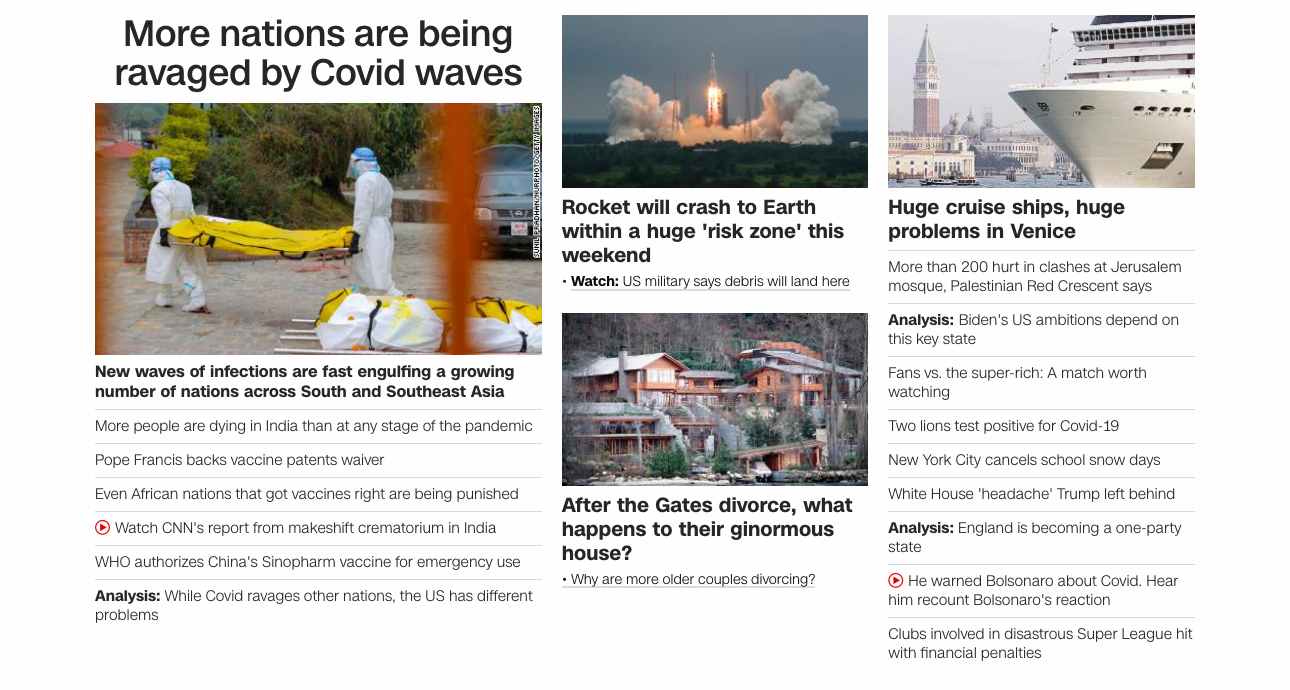 More nations are being
ravaged by Covid waves
SUNIL PRADHAN/NURPHOTO/GETTY IMAGES
New waves of infections are fast engulfing a growing
number of nations across South and Southeast Asia
More people are dying in India than at any stage of the pandemic
Pope Francis backs vaccine patents waiver
Even African nations that got vaccines right are being punished
Watch CNN's report from makeshift crematorium in India
WHO authorizes China's Sinopharm vaccine for emergency use
Analysis: While Covid ravages other nations, the US has different
problems
Rocket will crash to Earth
within a huge 'risk zone' this
weekend
• Watch: US military says debris will land here
After the Gates divorce, what
happens to their ginormous
house?
• Why are more older couples divorcing?
Huge cruise ships, huge
problems in Venice
More than 200 hurt in clashes at Jerusalem
mosque, Palestinian Red Crescent says
Analysis: Biden's US ambitions depend on
this key state
Fans vs. the super-rich: A match worth
watching
Two lions test positive for Covid-19
New York City cancels school snow days
White House 'headache' Trump left behind
Analysis: England is becoming a one-party
state
He warned Bolsonaro about Covid. Hear
him recount Bolsonaro's reaction
Clubs involved in disastrous Super League hit
with financial penalties